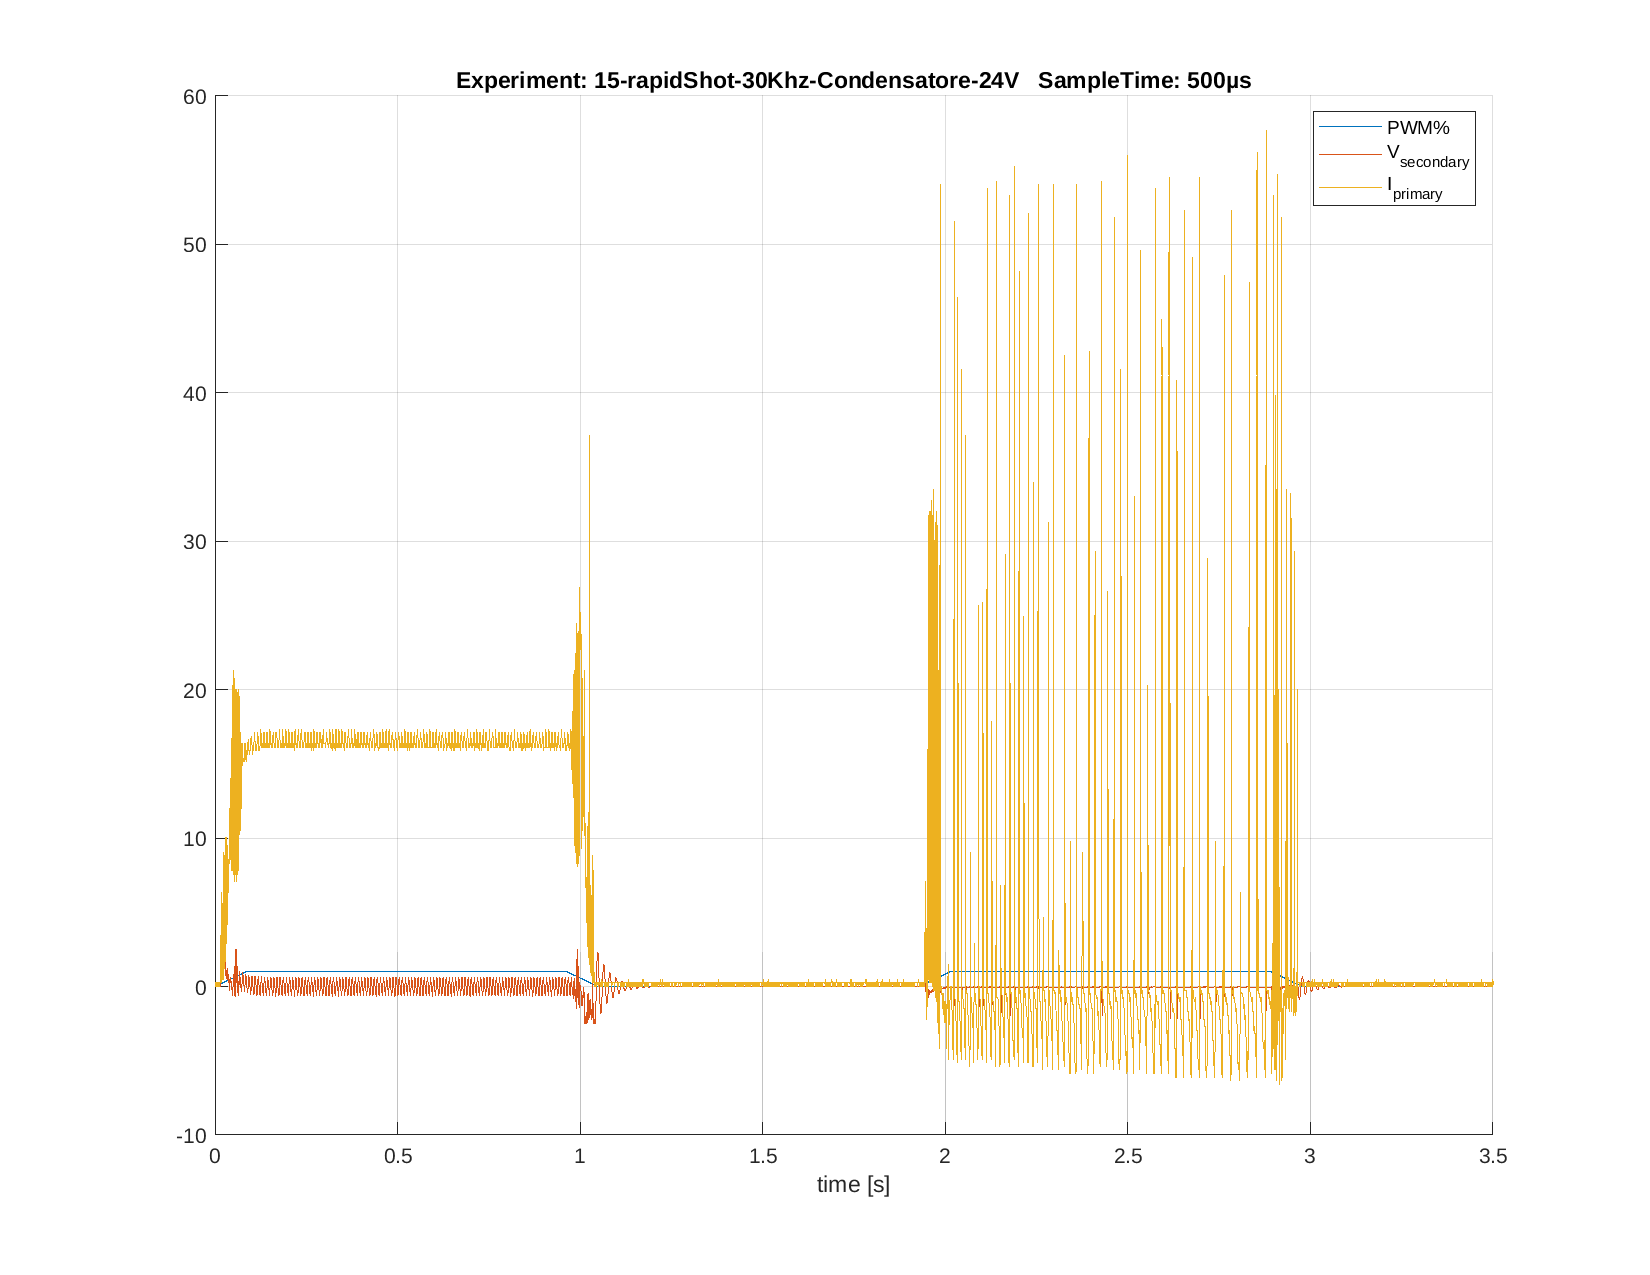 Experiment: 15-rapidShot-30Khz-Condensatore-24V   SampleTime: 500µs
60
50
40
30
20
10
0
-10
PWM%
Vsecondary
Iprimary
0 0.5 1 1.5 2 2.5 3 3.5
time [s]